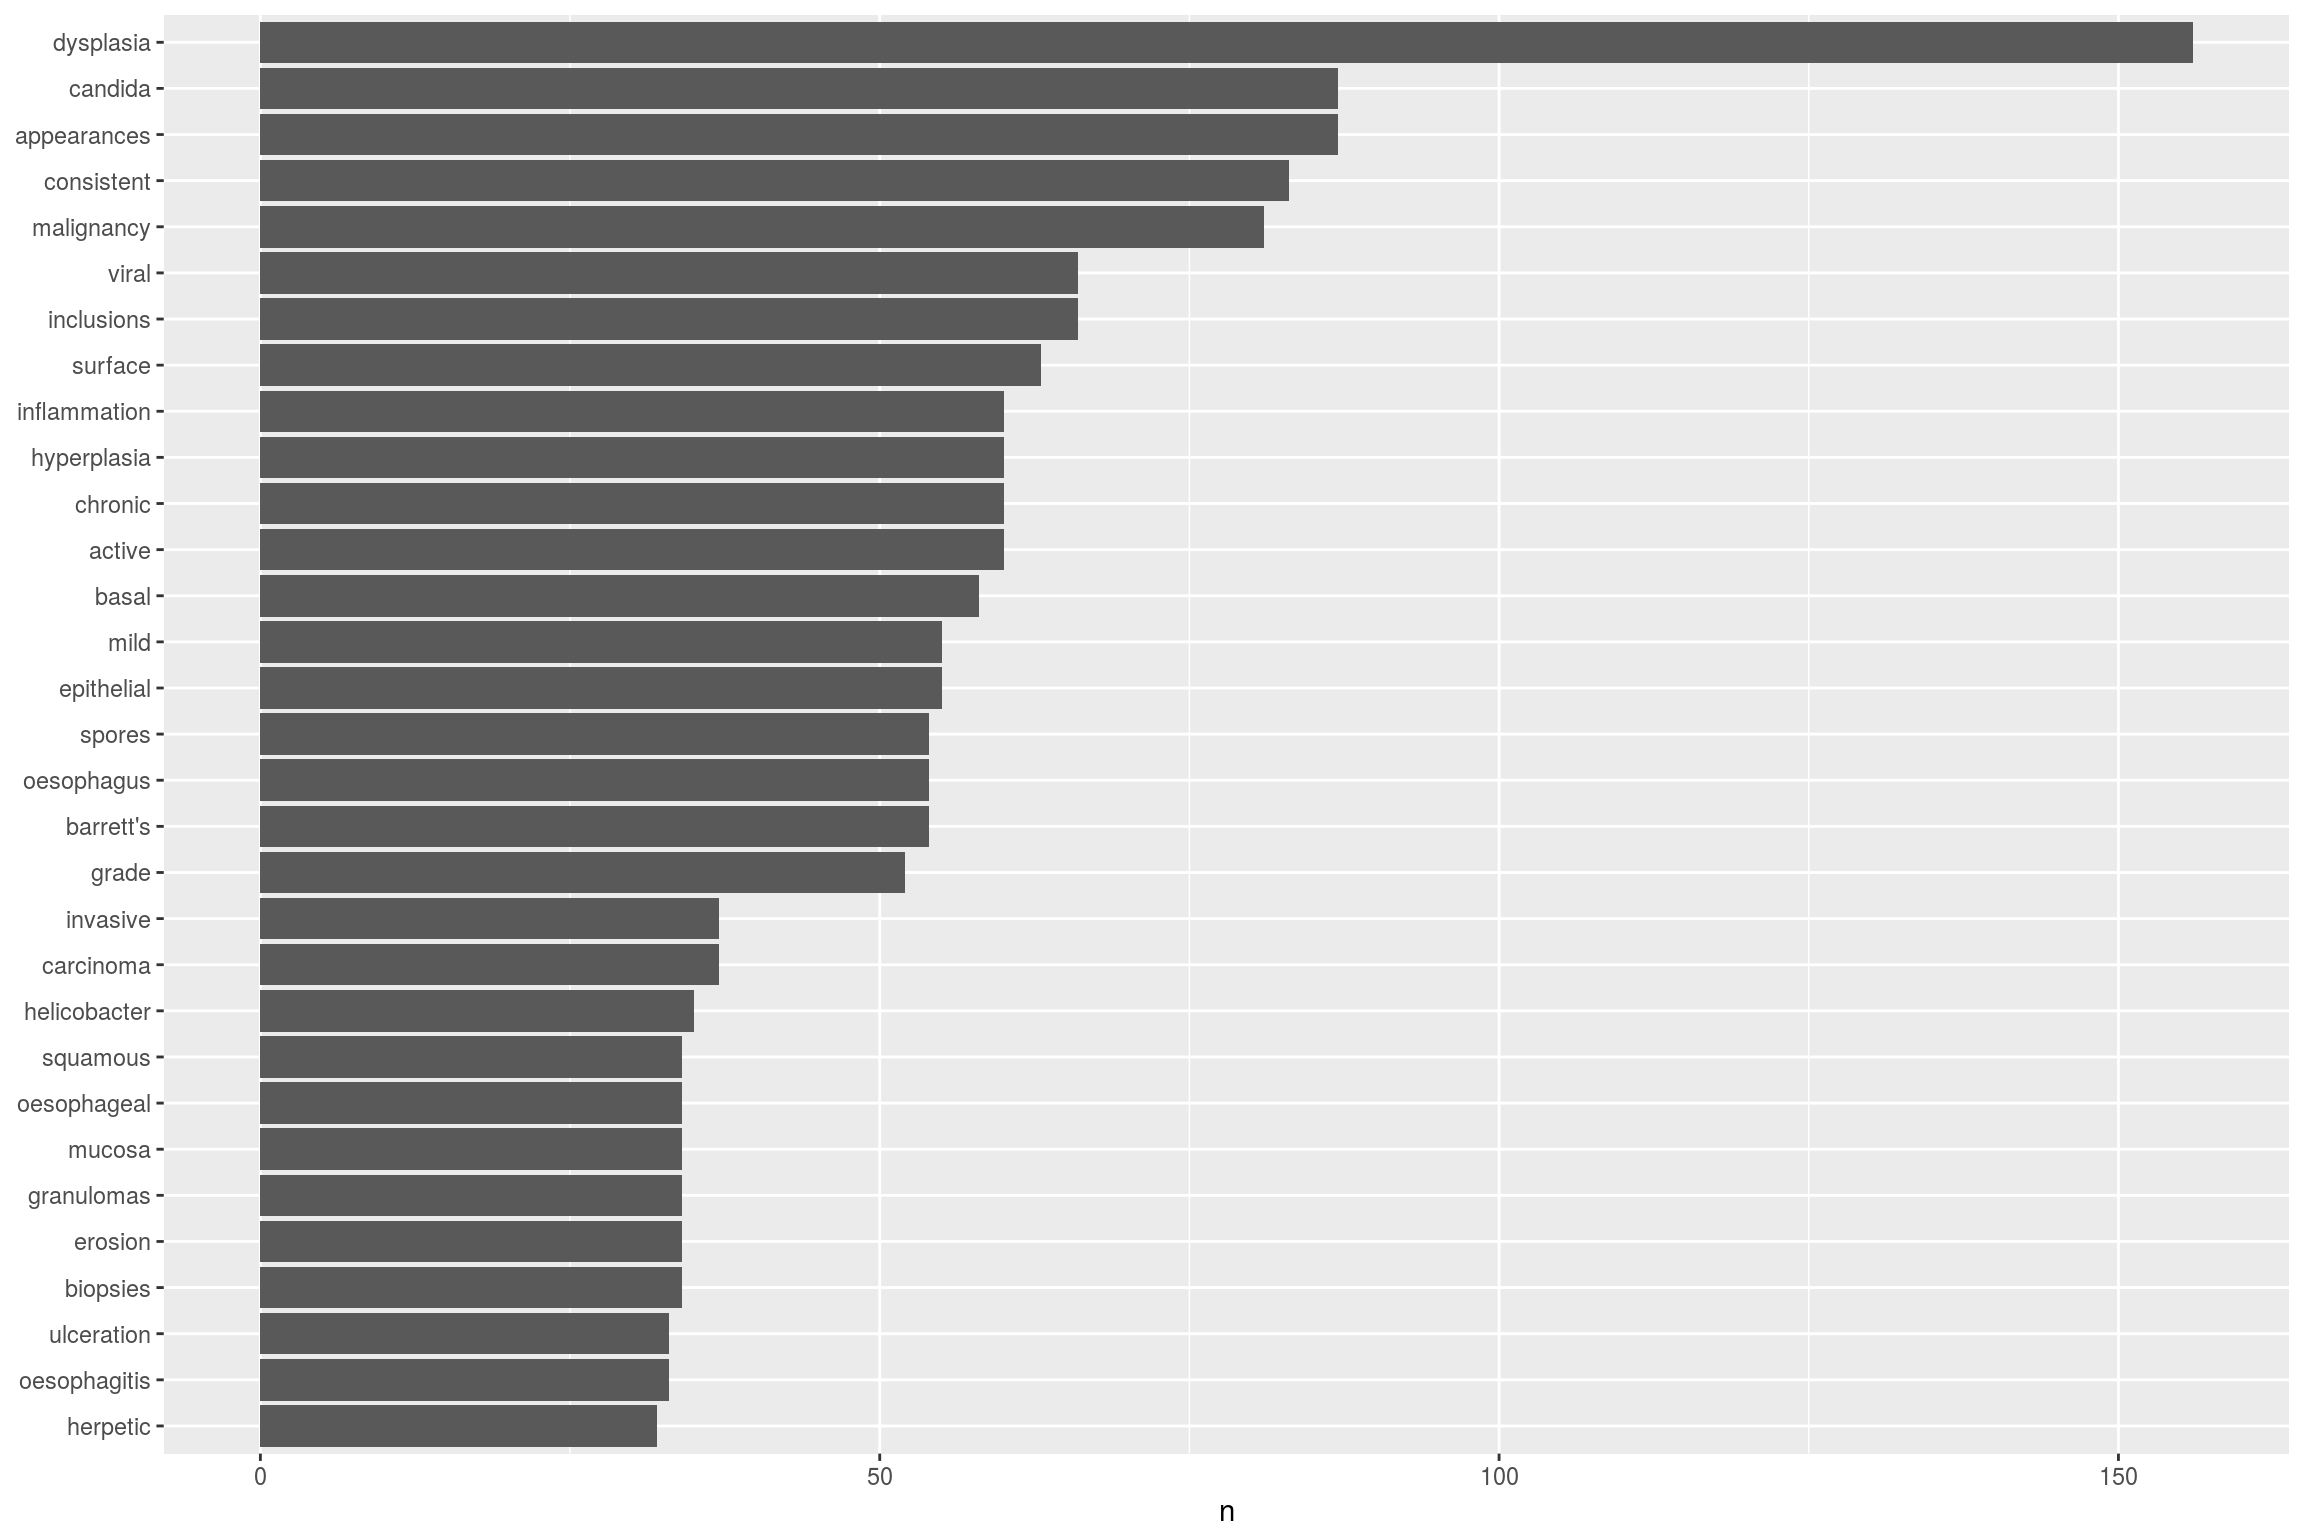 dysplasia
candida
appearances
consistent
malignancy
viral
inclusions
surface
inflammation
hyperplasia
chronic
active
basal
mild
epithelial
spores
oesophagus
barrett's
grade
invasive
carcinoma
helicobacter
squamous
oesophageal
mucosa
granulomas
erosion
biopsies
ulceration
oesophagitis
herpetic
0 50 100 150
n